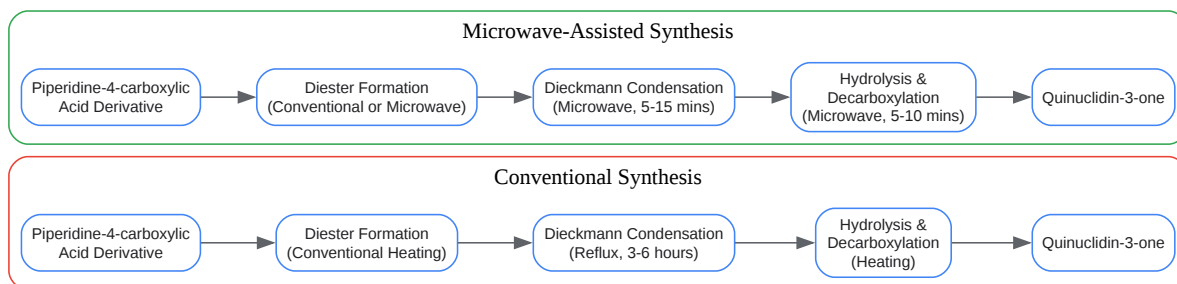 Microwave-Assisted Synthesis
Piperidine-4-carboxylic
Acid Derivative
Diester Formation
(Conventional or Microwave)
Dieckmann Condensation
(Microwave, 5-15 mins)
Hydrolysis &
Decarboxylation
(Microwave, 5-10 mins)
Quinuclidin-3-one
Conventional Synthesis
Piperidine-4-carboxylic
Acid Derivative
Diester Formation
(Conventional Heating)
Dieckmann Condensation
(Reflux, 3-6 hours)
Hydrolysis &
Decarboxylation
(Heating)
Quinuclidin-3-one